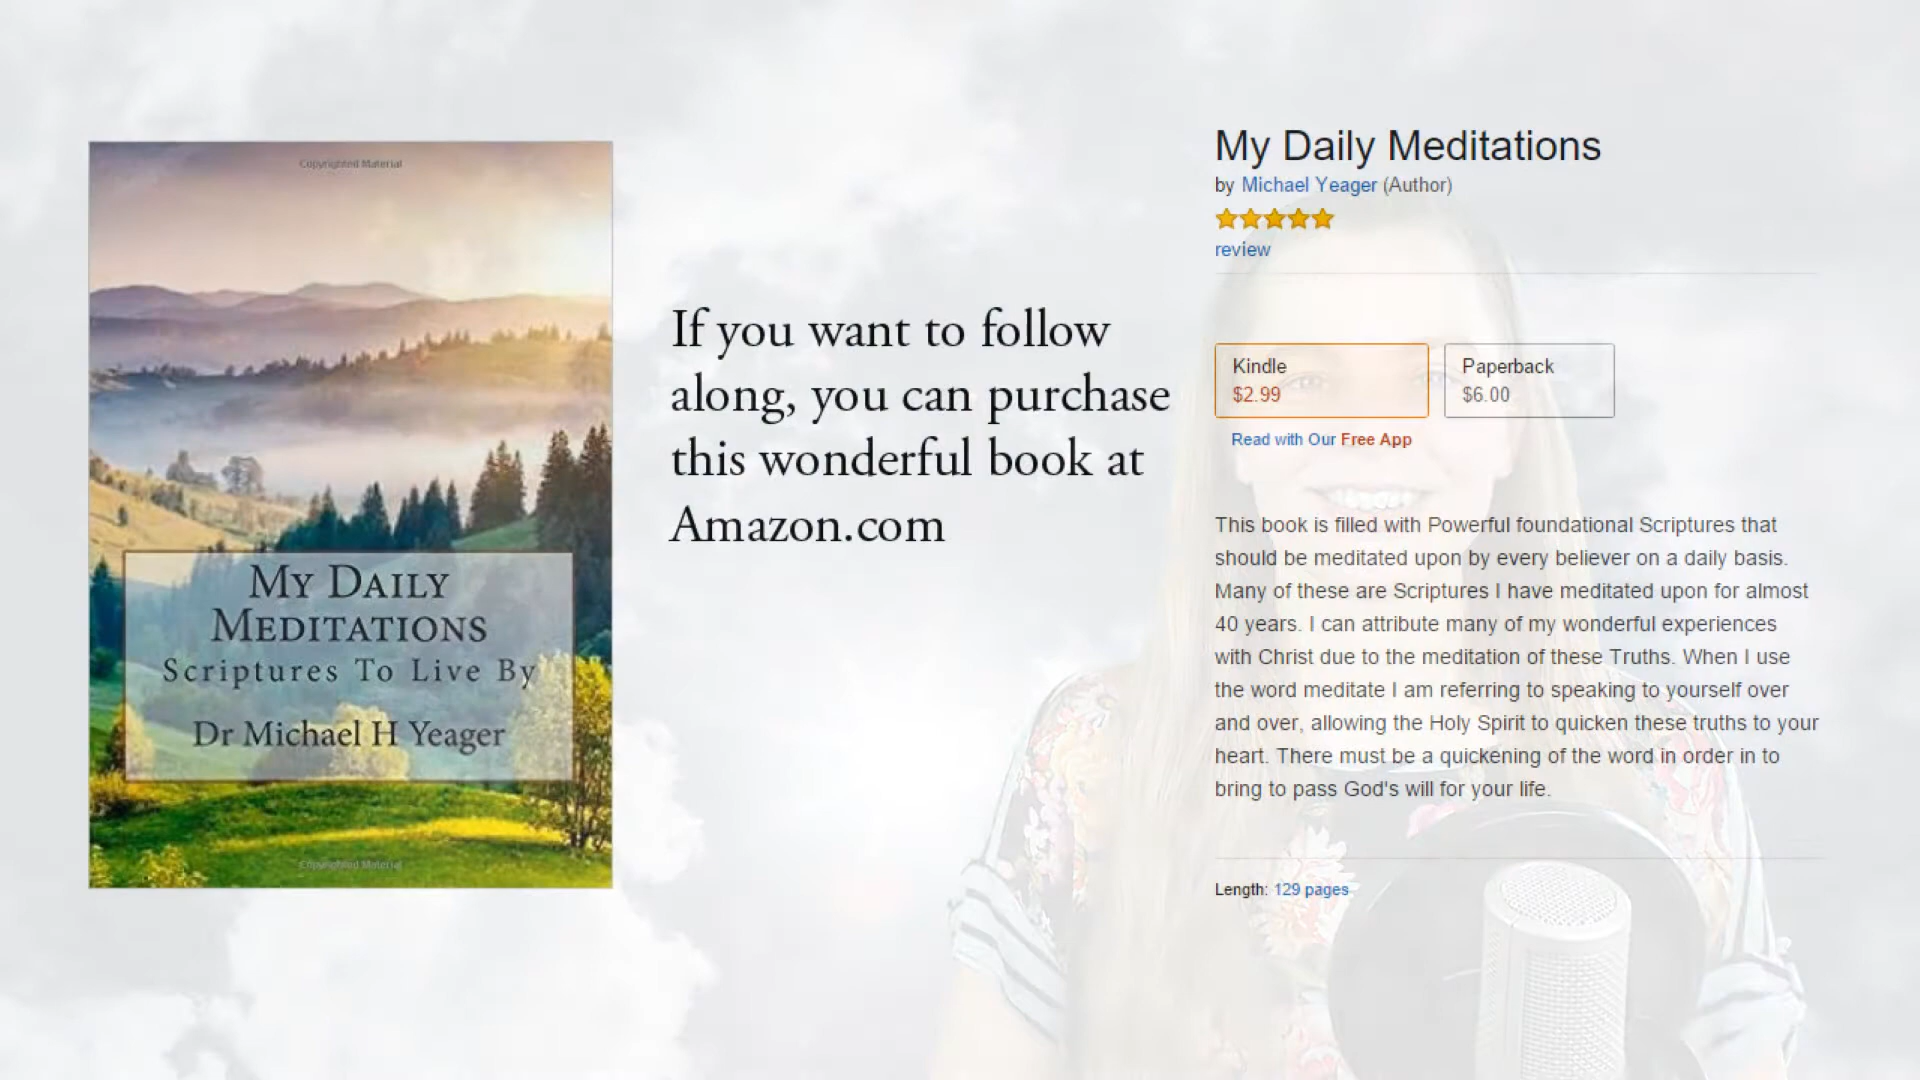 Copyrighted Material
My Daily
Meditations
Scriptures To Live By
Dr Michael H Yeager
Copyrighted Material
If you want to follow
along, you can purchase
this wonderful book at
Amazon.com
My Daily Meditations
by Michael Yeager (Author)
review
Kindle
$2.99
Paperback
$6.00
Read with Our Free App
This book is filled with Powerful foundational Scriptures that
should be meditated upon by every believer on a daily basis.
Many of these are Scriptures I have meditated upon for almost
40 years. I can attribute many of my wonderful experiences
with Christ due to the meditation of these Truths. When I use
the word meditate I am referring to speaking to yourself over
and over, allowing the Holy Spirit to quicken these truths to your
heart. There must be a quickening of the word in order in to
bring to pass God's will for your life.
Length: 129 pages